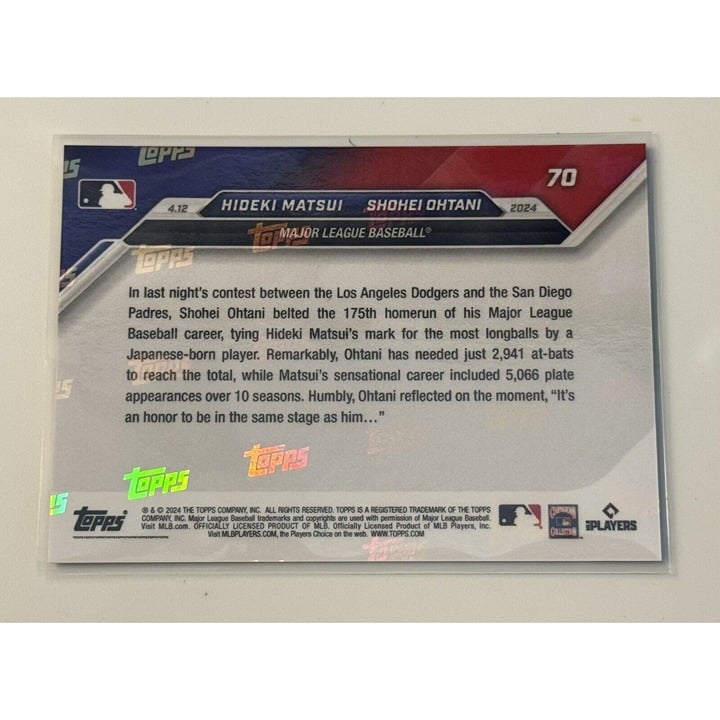 TOPPS
70
4.12 HIDEKI MATSUI SHOHEI OHTANI 2024
MAJOR LEAGUE BASEBALL®
TOPPS
TOPPS
In last night's contest between the Los Angeles Dodgers and the San Diego
Padres, Shohei Ohtani belted the 175th homerun of his Major League
Baseball career, tying Hideki Matsui's mark for the most longballs by a
Japanese-born player. Remarkably, Ohtani has needed just 2,941 at-bats
to reach the total, while Matsui's sensational career included 5,066 plate
appearances over 10 seasons. Humbly, Ohtani reflected on the moment, “It's
an honor to be in the same stage as him…”
TOPPS
TOPPS
Topps
® & © 2024 THE TOPPS COMPANY, INC. ALL RIGHTS RESERVED. TOPPS IS A REGISTERED TRADEMARK OF THE TOPPS
COMPANY, INC. Major League Baseball trademarks and copyrights are used with permission of Major League Baseball.
Visit MLB.com. OFFICIALLY LICENSED PRODUCT OF MLB. Officially Licensed Product of MLB Players, Inc.
Visit MLBPLAYERS.COM, the Players Choice on the web. WWW.TOPPS.COM
PLAYERS